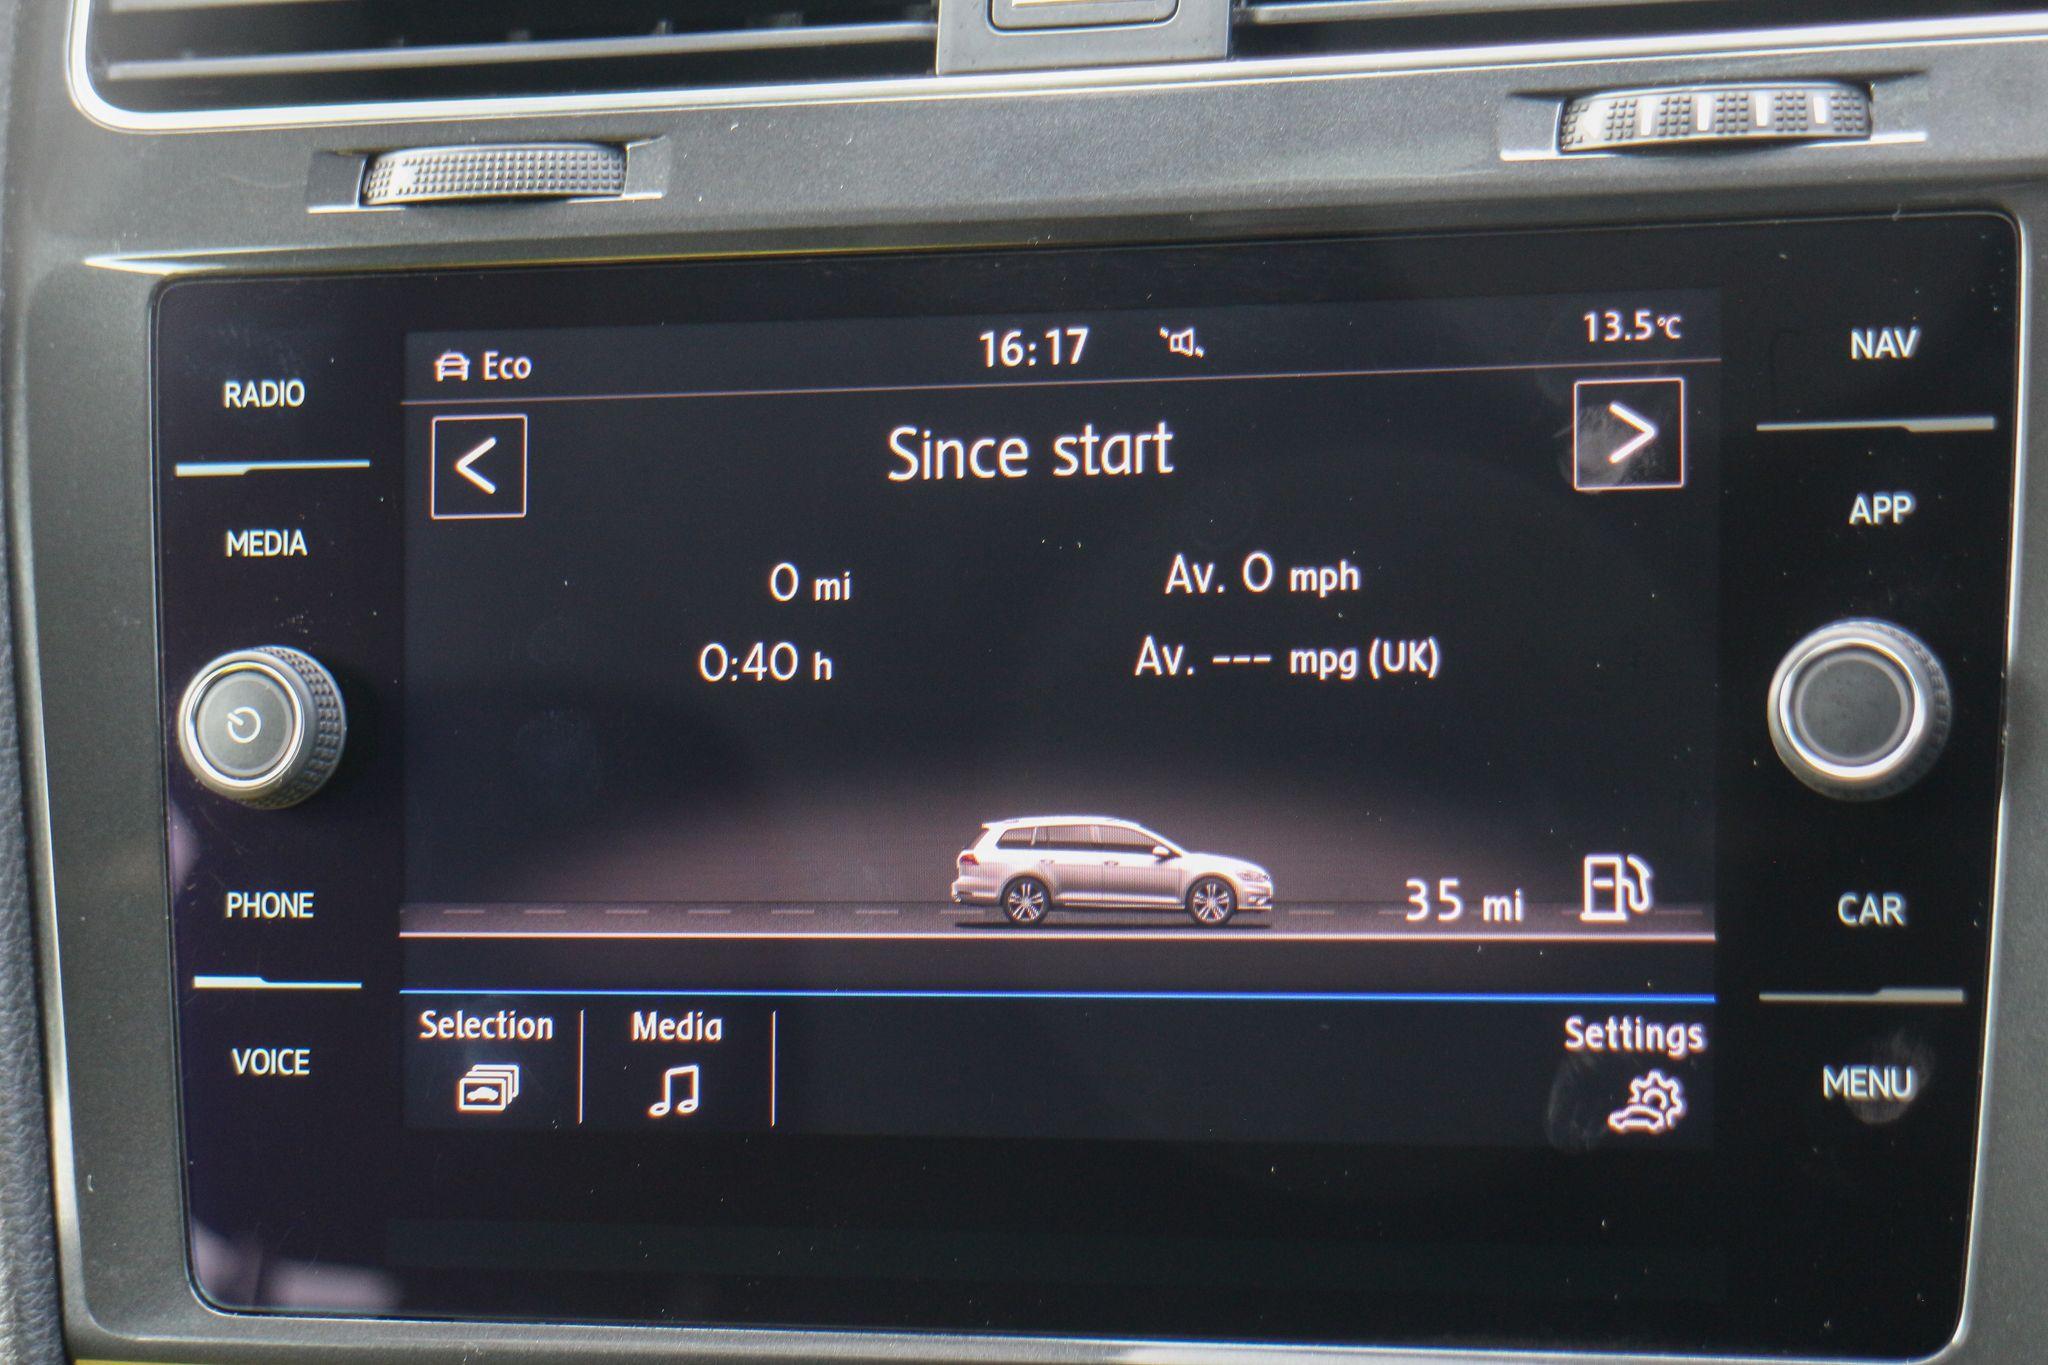 Eco
16:17
13.5°C
Since start
0 mi
Av. 0 mph
0:40 h
Av. --- mpg (UK)
35 mi
Selection
Media
Settings
RADIO
MEDIA
PHONE
VOICE
NAV
APP
CAR
MENU